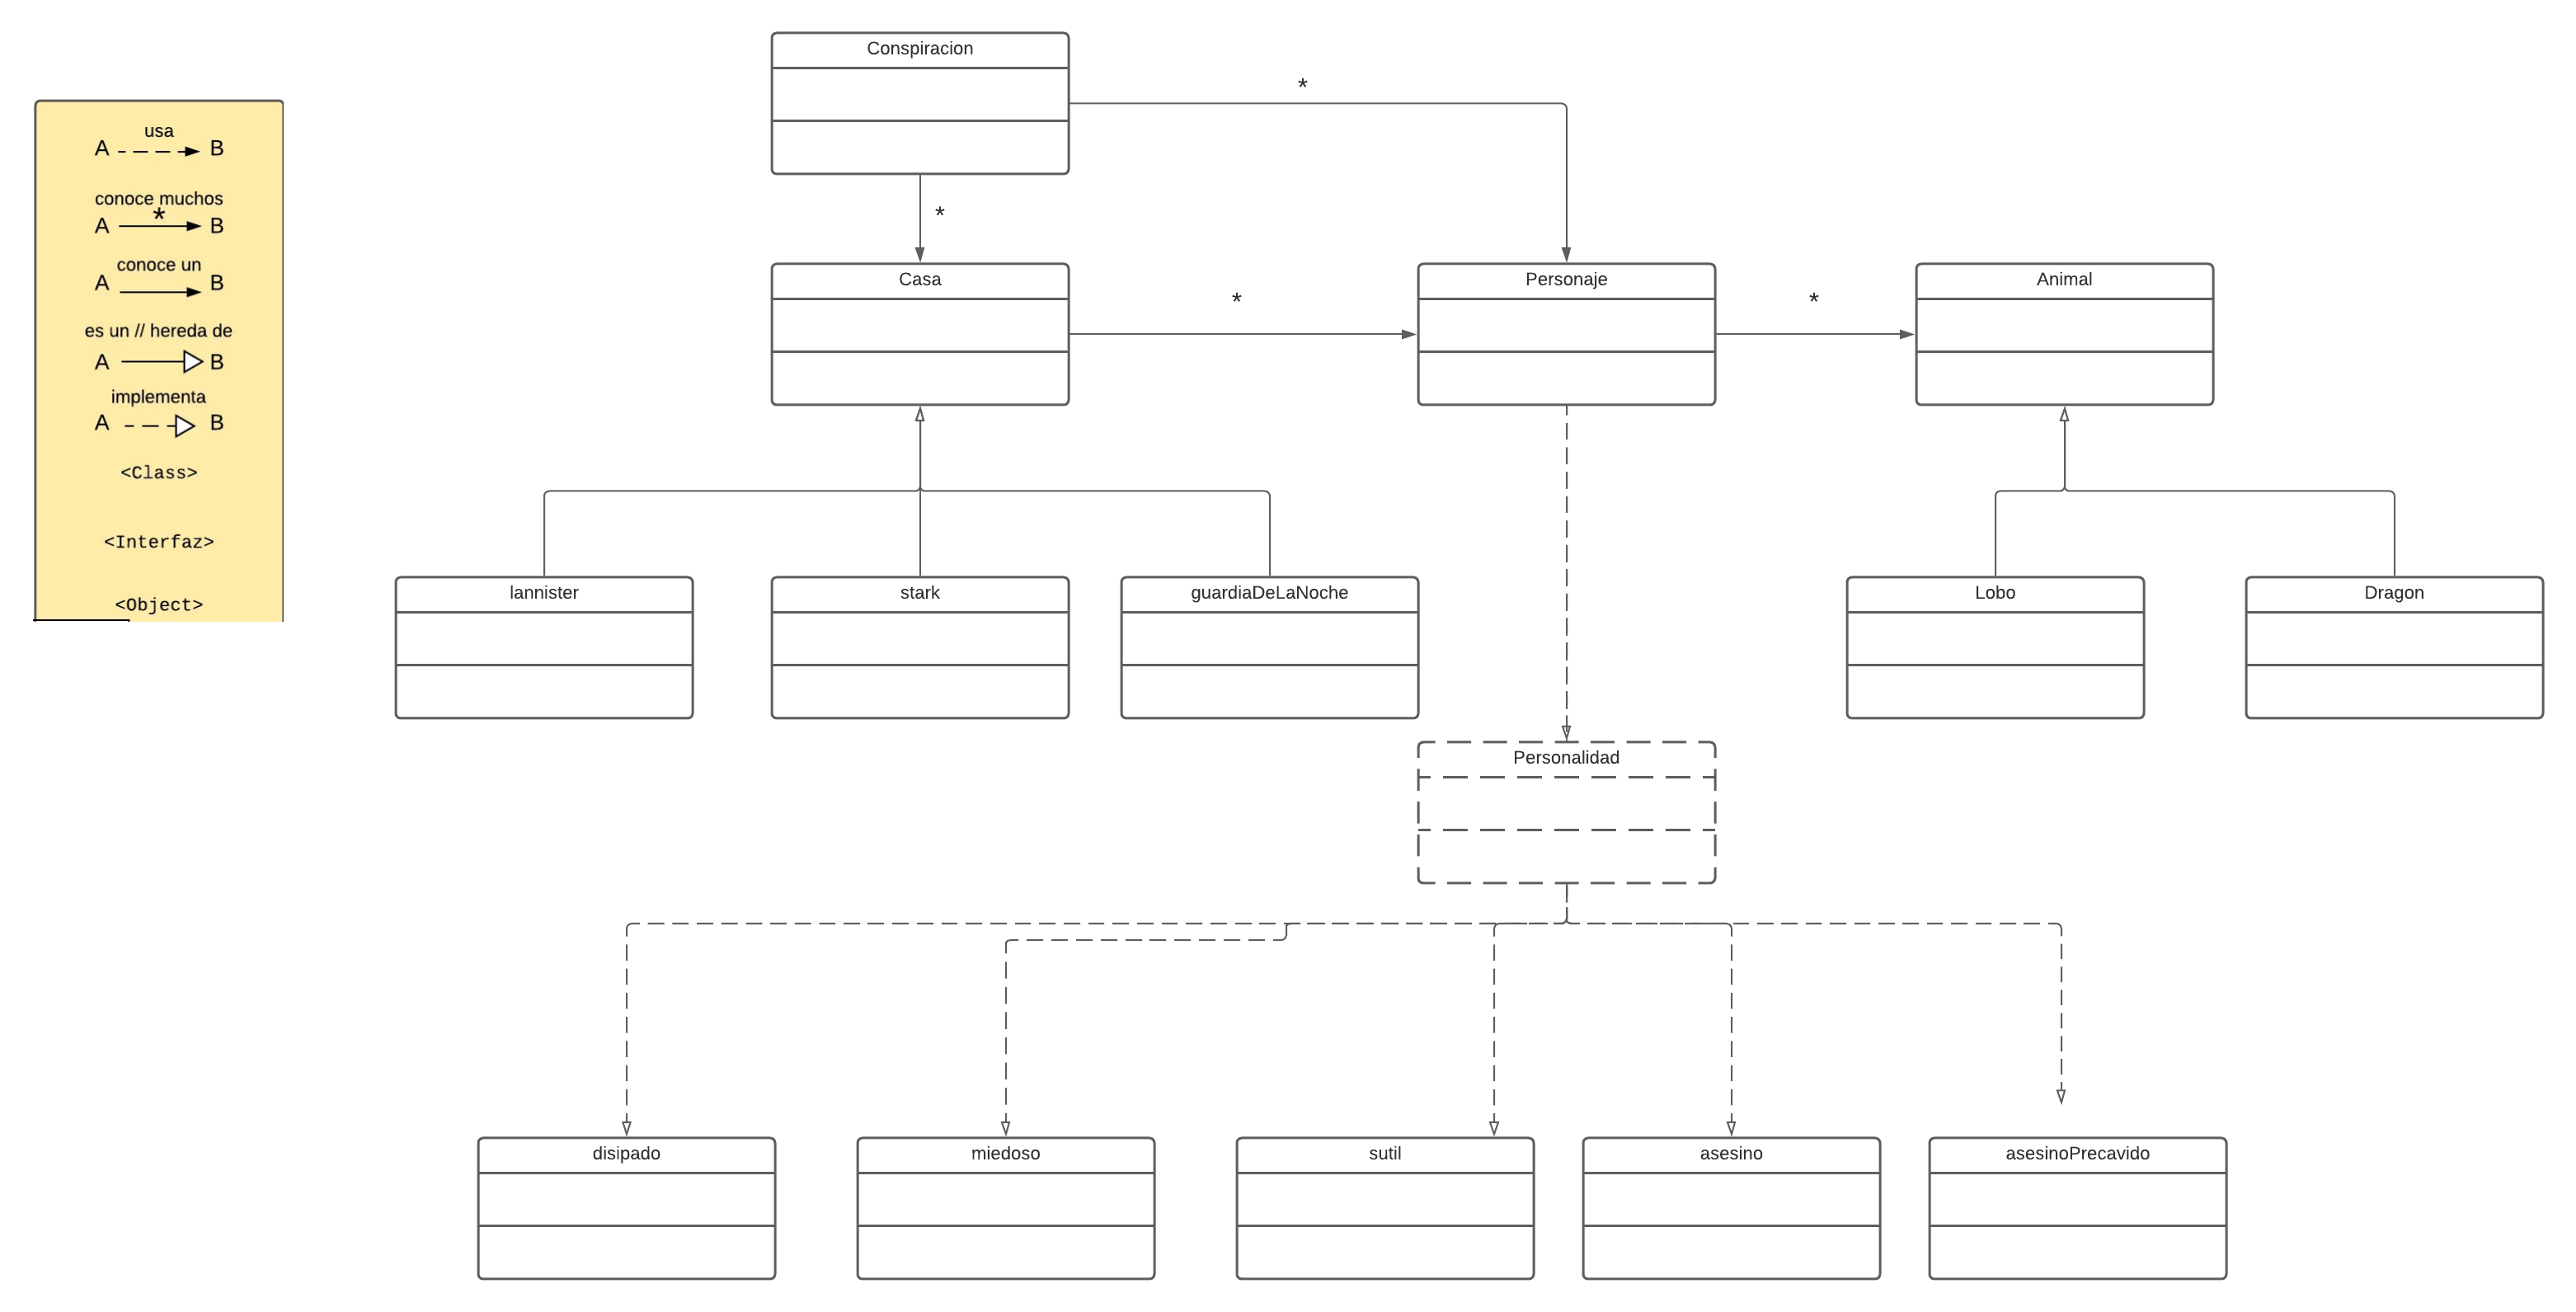 usa
A B
conoce muchos
*
A B
conoce un
A B
es un // hereda de
A B
implementa
A B
<Class>
<Interfaz>
<Object>
Conspiracion
*
*
Casa
*
Personaje
*
Animal
lannister
stark
guardiaDeLaNoche
Lobo
Dragon
Personalidad
disipado
miedoso
sutil
asesino
asesinoPrecavido